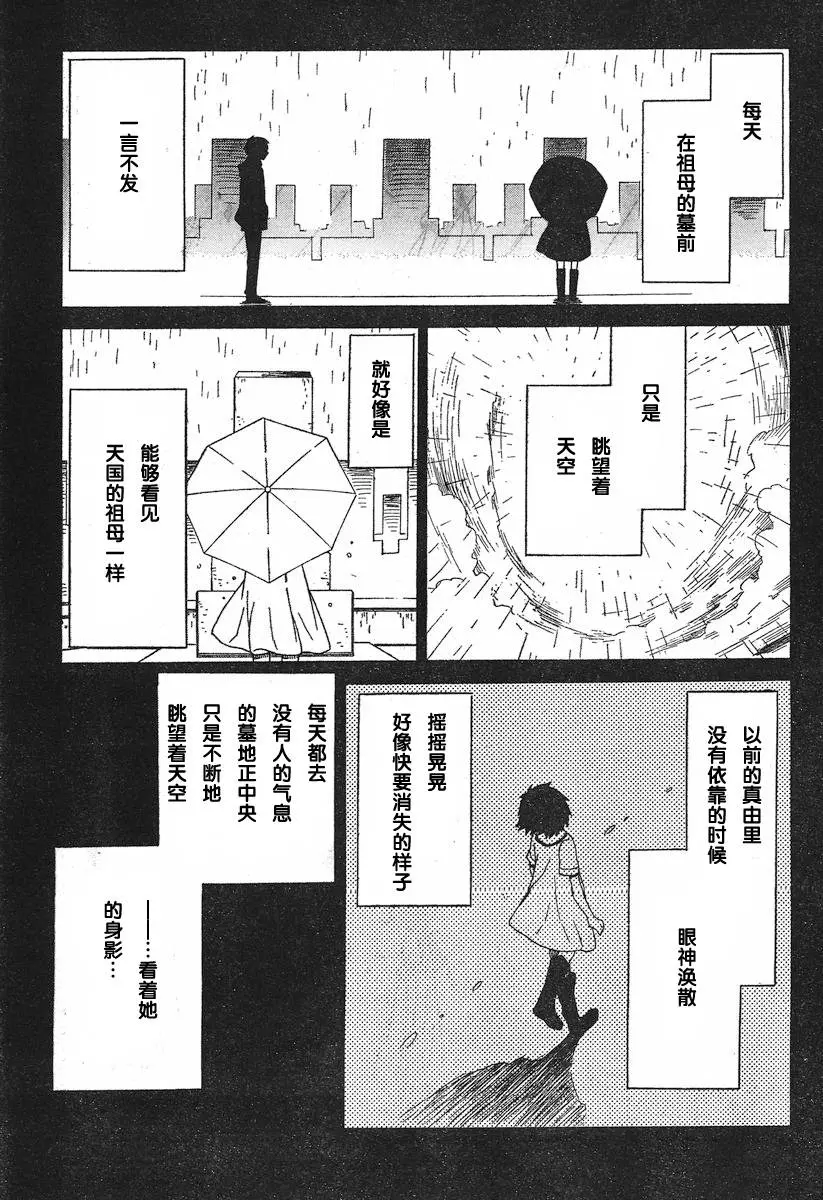 每天
在祖母的墓前
一言不发
只是
眺望着
天空
就好像是
能够看见
天国的祖母一样
以前的真由里
没有依靠的时候
眼神涣散
摇摇晃晃
好像快要消失的样子
每天都去
没有人的气息
的墓地正中央
只是不断地
眺望着天空
——…看着她
的身影…